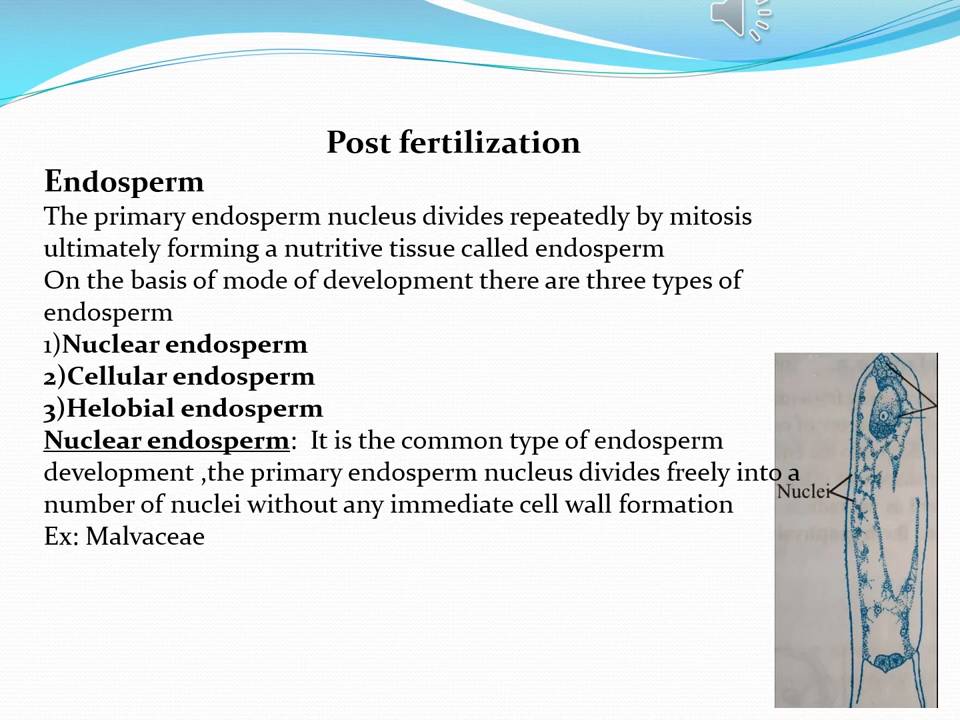 Post fertilization
Endosperm
The primary endosperm nucleus divides repeatedly by mitosis
ultimately forming a nutritive tissue called endosperm
On the basis of mode of development there are three types of
endosperm
1)Nuclear endosperm
2)Cellular endosperm
3)Helobial endosperm
Nuclear endosperm:  It is the common type of endosperm
development ,the primary endosperm nucleus divides freely into a
number of nuclei without any immediate cell wall formation
Ex: Malvaceae
Nuclei